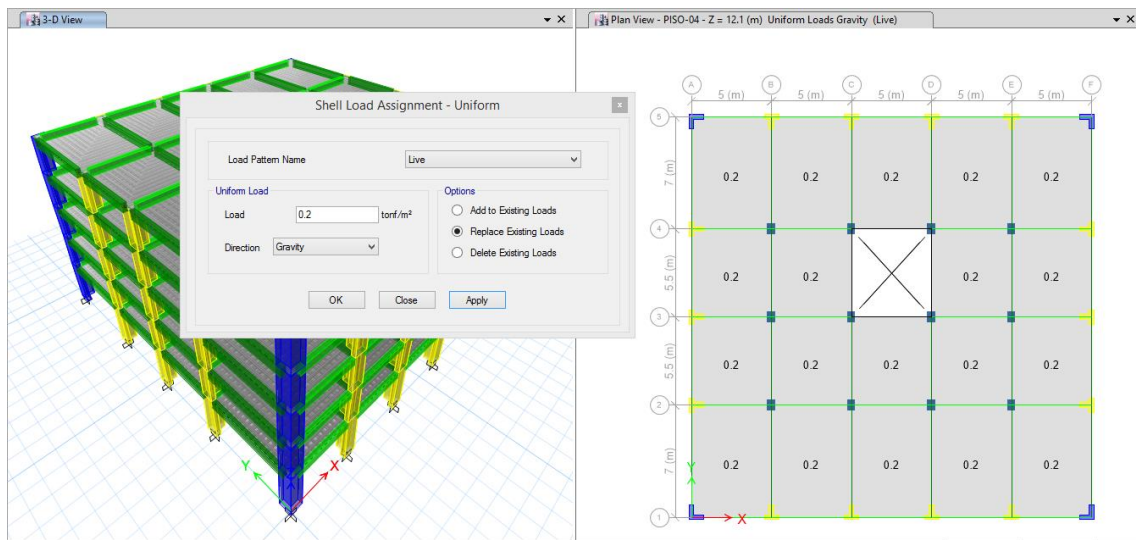 3-D View
Plan View - PISO-04 - Z = 12.1 (m) Uniform Loads Gravity (Live)
Shell Load Assignment - Uniform
x
Load Pattern Name
Live
Uniform Load
Load
0.2
tonf/m²
Direction
Gravity
Options
Add to Existing Loads
Replace Existing Loads
Delete Existing Loads
OK
Close
Apply
Y
X
A B C D E F
5 (m) 5 (m) 5 (m) 5 (m) 5 (m)
5
7 (m)
0.2 0.2 0.2 0.2 0.2
4
5.5 (m)
0.2 0.2 0.2 0.2
3
5.5 (m)
0.2 0.2 0.2 0.2 0.2
2
7 (m)
0.2 0.2 0.2 0.2 0.2
Y
1
X